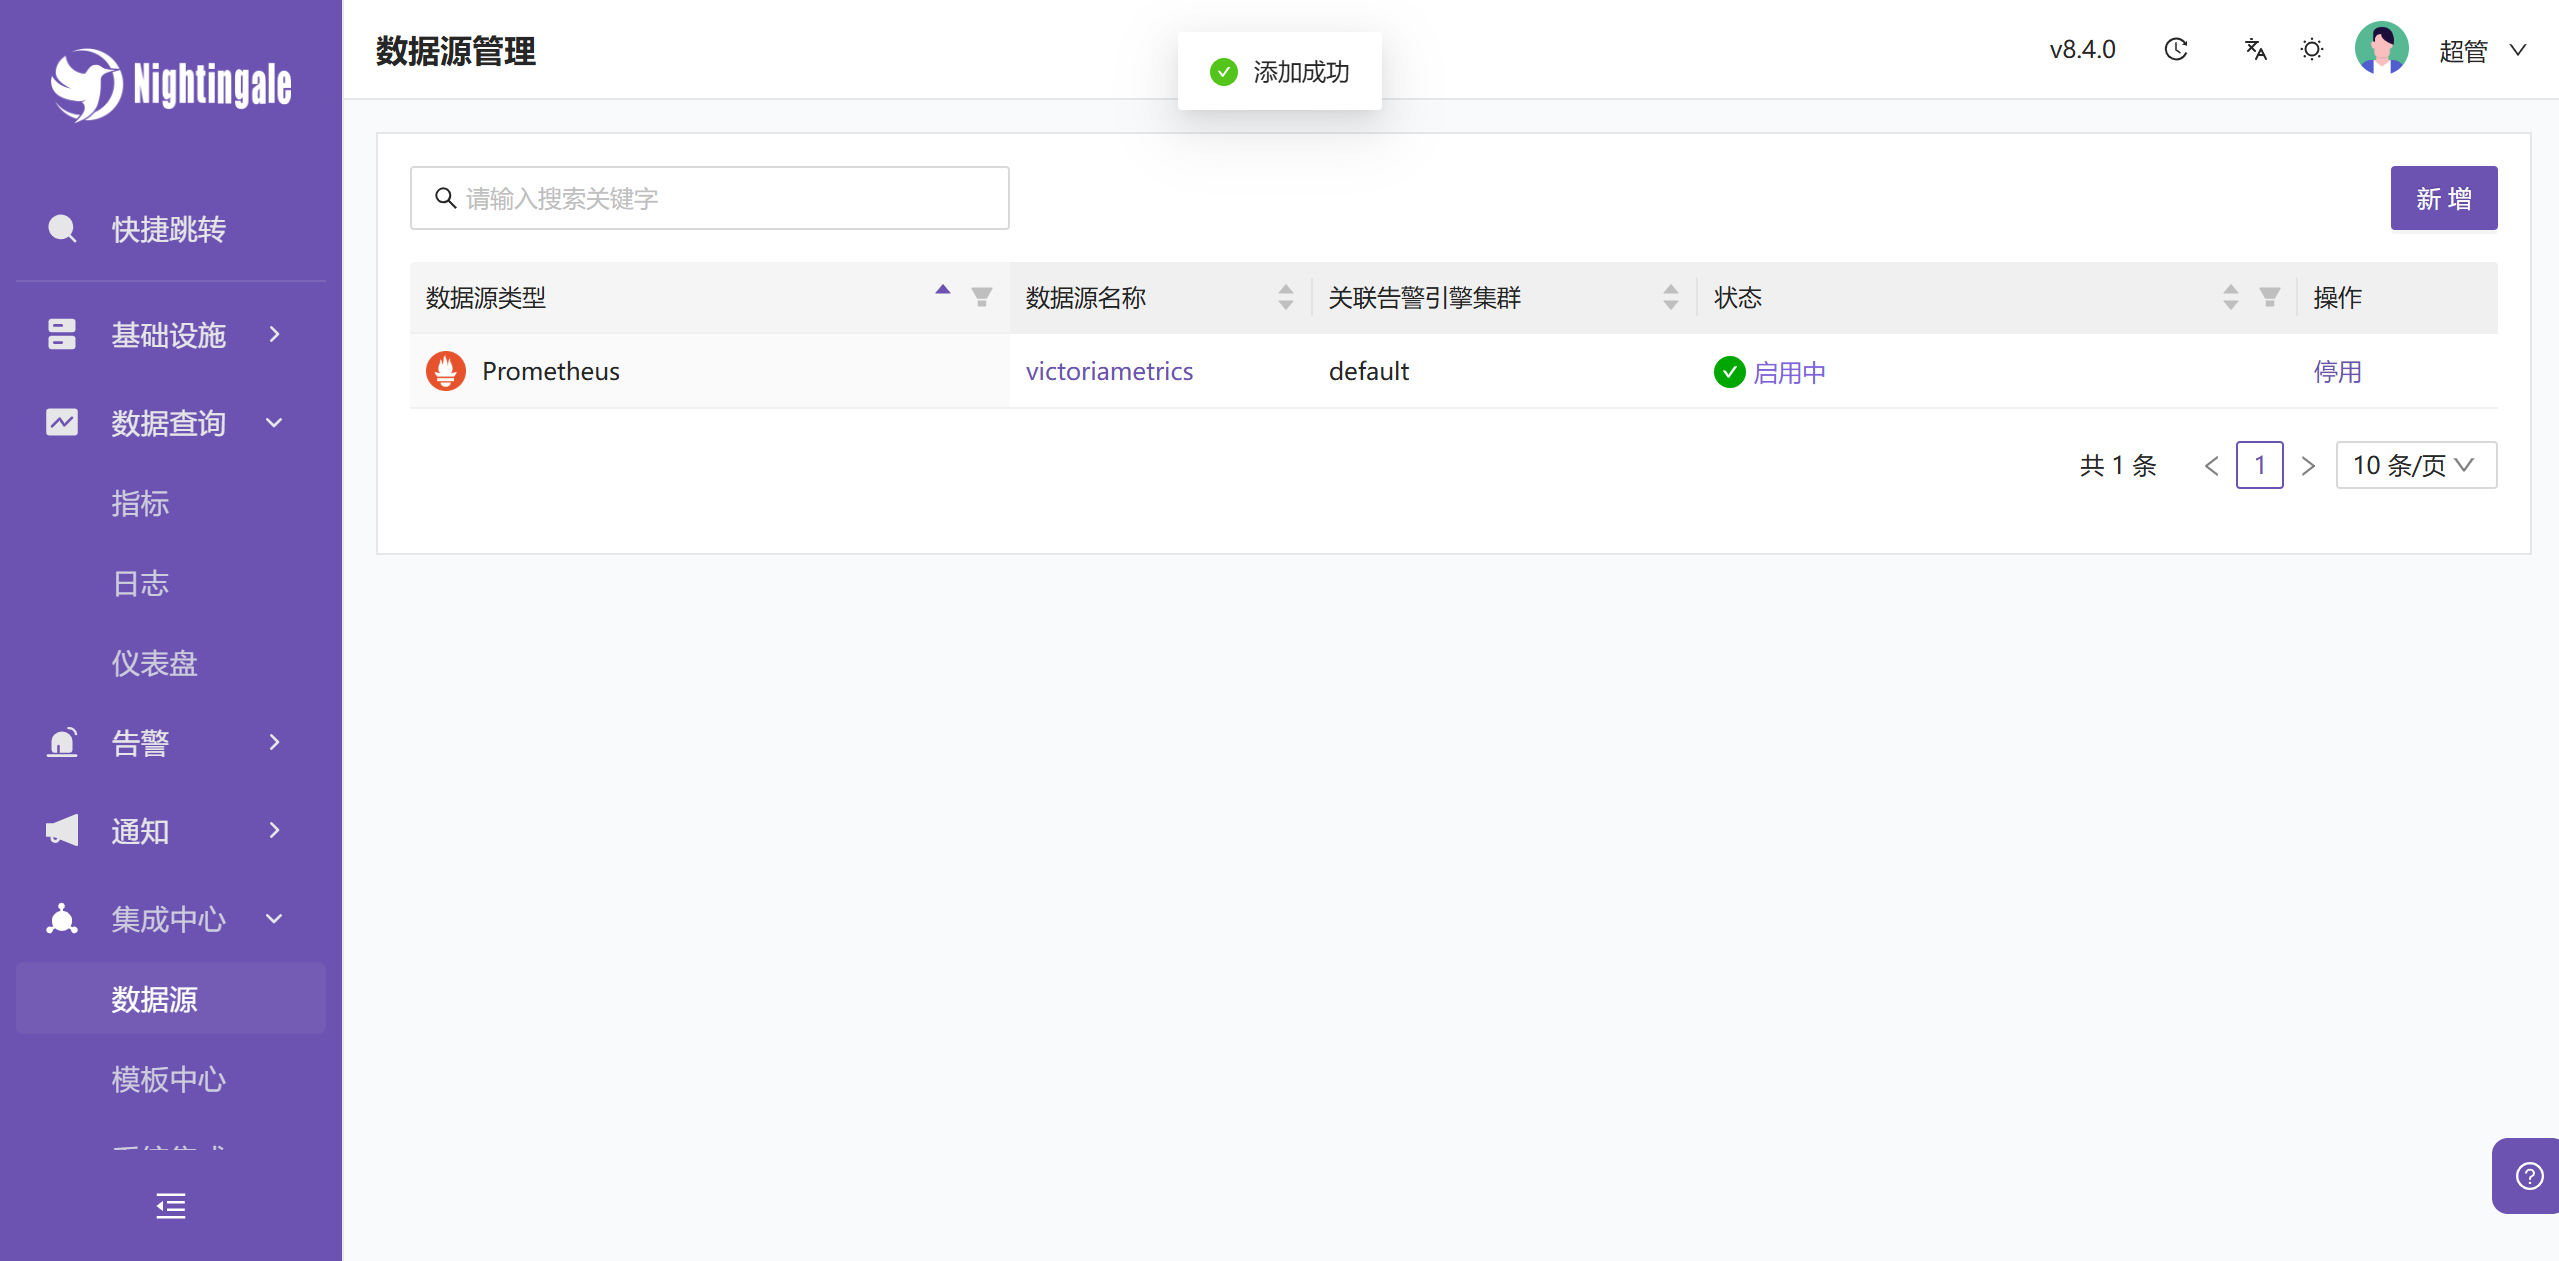 Nightingale
快捷跳转
基础设施
数据查询
指标
日志
仪表盘
告警
通知
集成中心
数据源
模板中心
数据源管理
添加成功
v8.4.0
超管
请输入搜索关键字
新 增
数据源类型 数据源名称 关联告警引擎集群 状态 操作
Prometheus victoriametrics default 启用中 停用
共 1 条 1 10 条/页